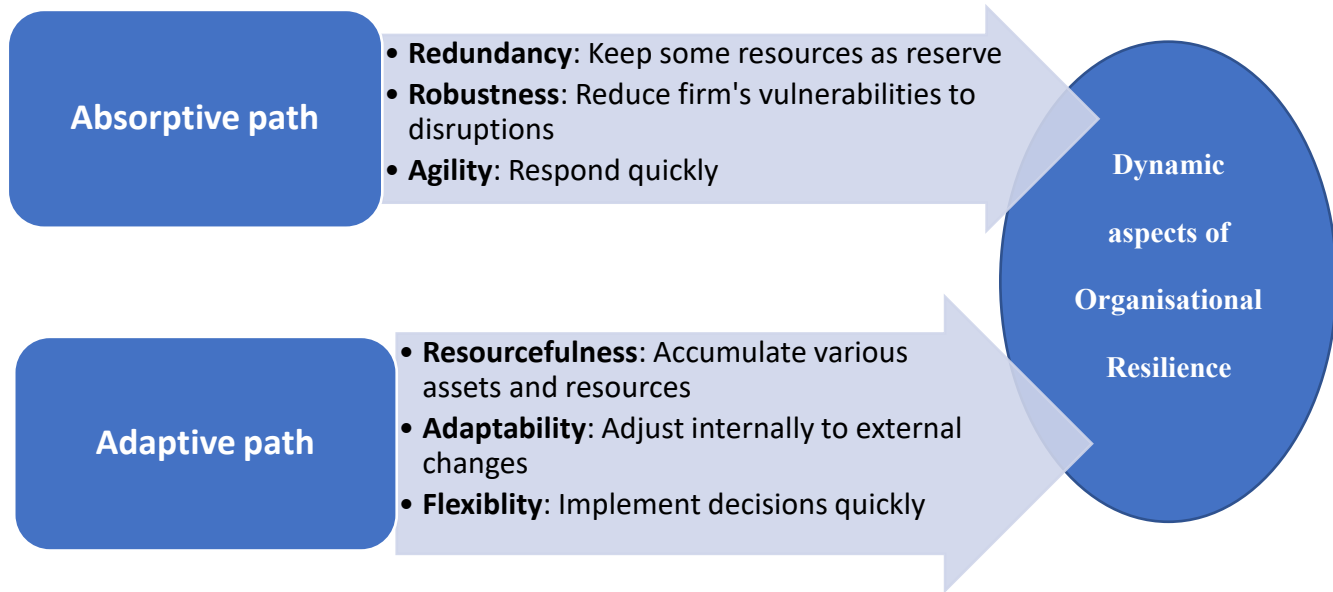 Absorptive path
• Redundancy: Keep some resources as reserve
• Robustness: Reduce firm's vulnerabilities to
disruptions
• Agility: Respond quickly
Adaptive path
• Resourcefulness: Accumulate various
assets and resources
• Adaptability: Adjust internally to external
changes
• Flexiblity: Implement decisions quickly
Dynamic
aspects of
Organisational
Resilience